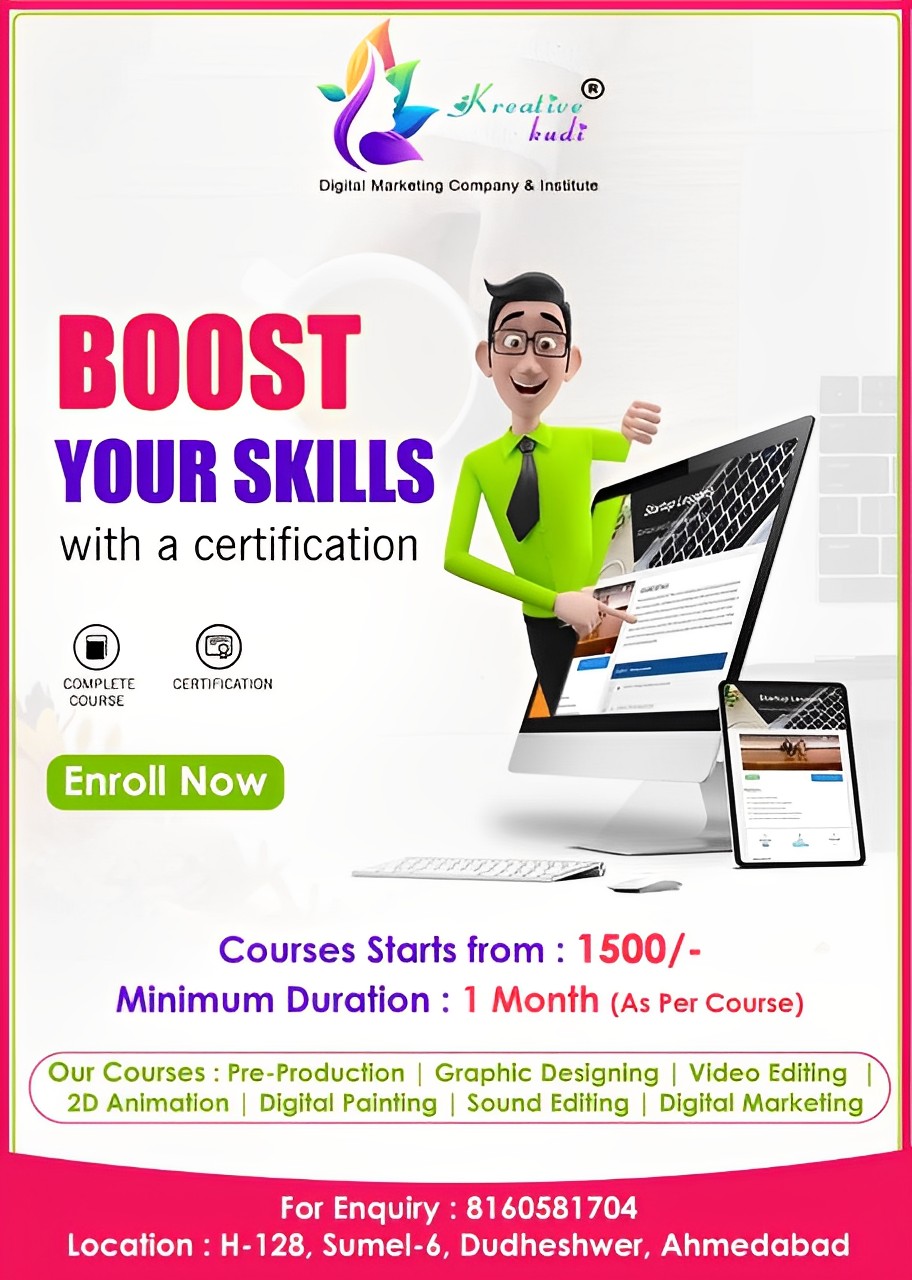 Kreative ®
kudi
Digital Marketing Company & Institute
BOOST
YOUR SKILLS
with a certification
COMPLETE
COURSE
CERTIFICATION
Enroll Now
Courses Starts from : 1500/-
Minimum Duration : 1 Month (As Per Course)
Our Courses : Pre-Production | Graphic Designing | Video Editing |
2D Animation | Digital Painting | Sound Editing | Digital Marketing
For Enquiry : 8160581704
Location : H-128, Sumel-6, Dudheshwer, Ahmedabad